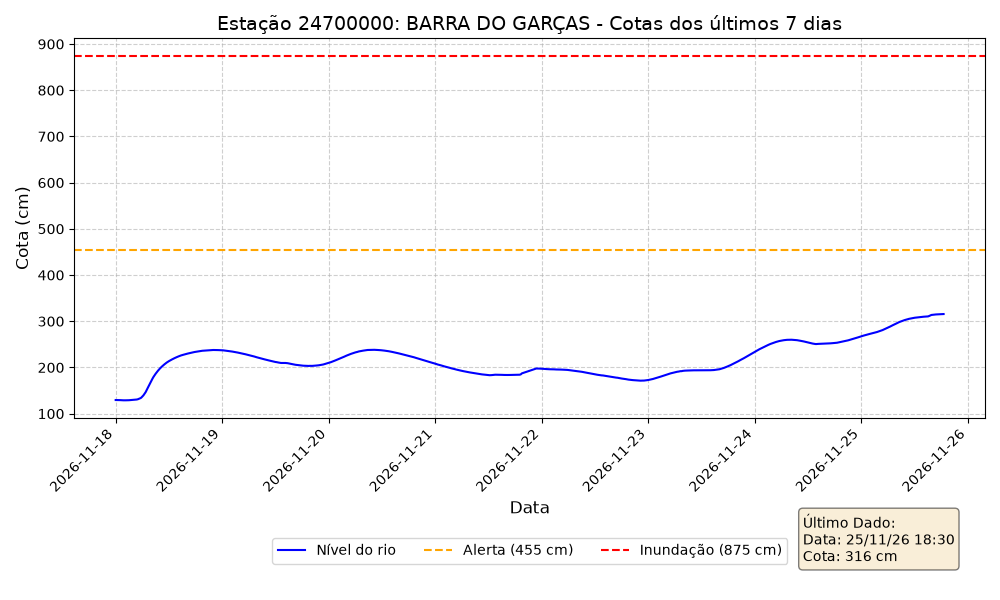 Estação 24700000: BARRA DO GARÇAS - Cotas dos últimos 7 dias
Cota (cm)
900
800
700
600
500
400
300
200
100
2026-11-18
2026-11-19
2026-11-20
2026-11-21
2026-11-22
2026-11-23
2026-11-24
2026-11-25
2026-11-26
Data
Nível do rio
Alerta (455 cm)
Inundação (875 cm)
Último Dado:
Data: 25/11/26 18:30
Cota: 316 cm